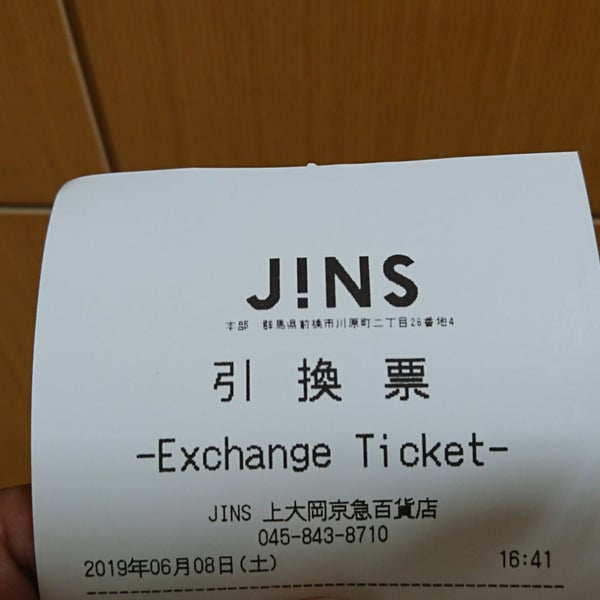 J!NS
本部 群馬県前橋市川原町二丁目26番地4
引換票
-Exchange Ticket-
JINS 上大岡京急百貨店
045-843-8710
2019年06月08日(土) 16:41